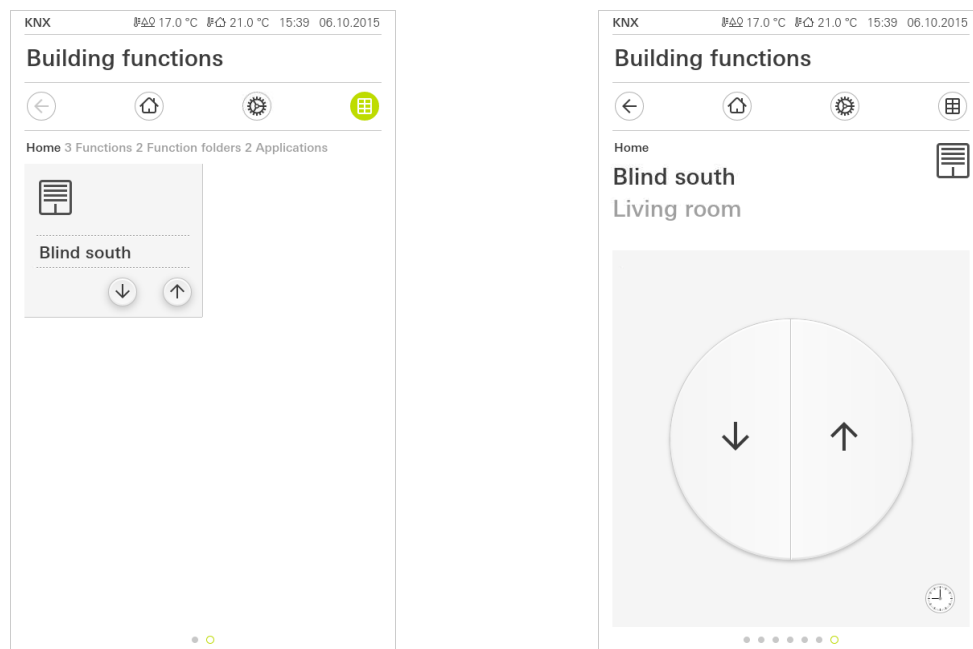 KNX 17.0 °C 21.0 °C 15:39 06.10.2015
Building functions
Home 3 Functions 2 Function folders 2 Applications
Blind south
KNX 17.0 °C 21.0 °C 15:39 06.10.2015
Building functions
Home
Blind south
Living room